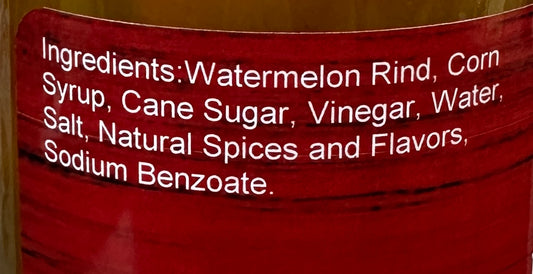 Ingredients:Watermelon Rind, Corn
Syrup, Cane Sugar, Vinegar, Water,
Salt, Natural Spices and Flavors,
Sodium Benzoate.